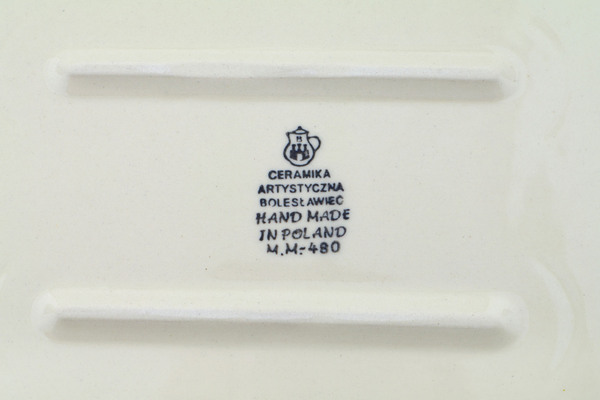 CERAMIKA
ARTYSTYCZNA
BOLESŁAWIEC
HAND MADE
IN POLAND
M.M.-480